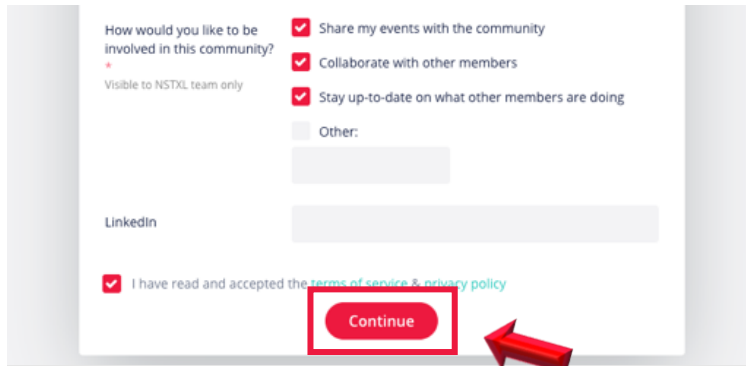 How would you like to be
involved in this community?
*
Visible to NSTXL team only
Share my events with the community
Collaborate with other members
Stay up-to-date on what other members are doing
Other:
LinkedIn
I have read and accepted the terms of service & privacy policy
Continue